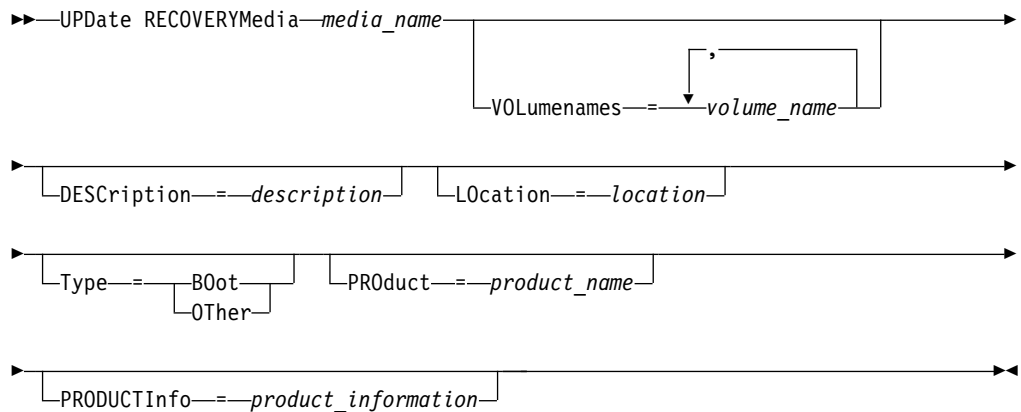 UPDate RECOVERYMedia media_name
,
VOLumenames = volume_name
DESCription = description LOcation = location
Type = BOot PROduct = product_name
OTher
PRODUCTInfo = product_information